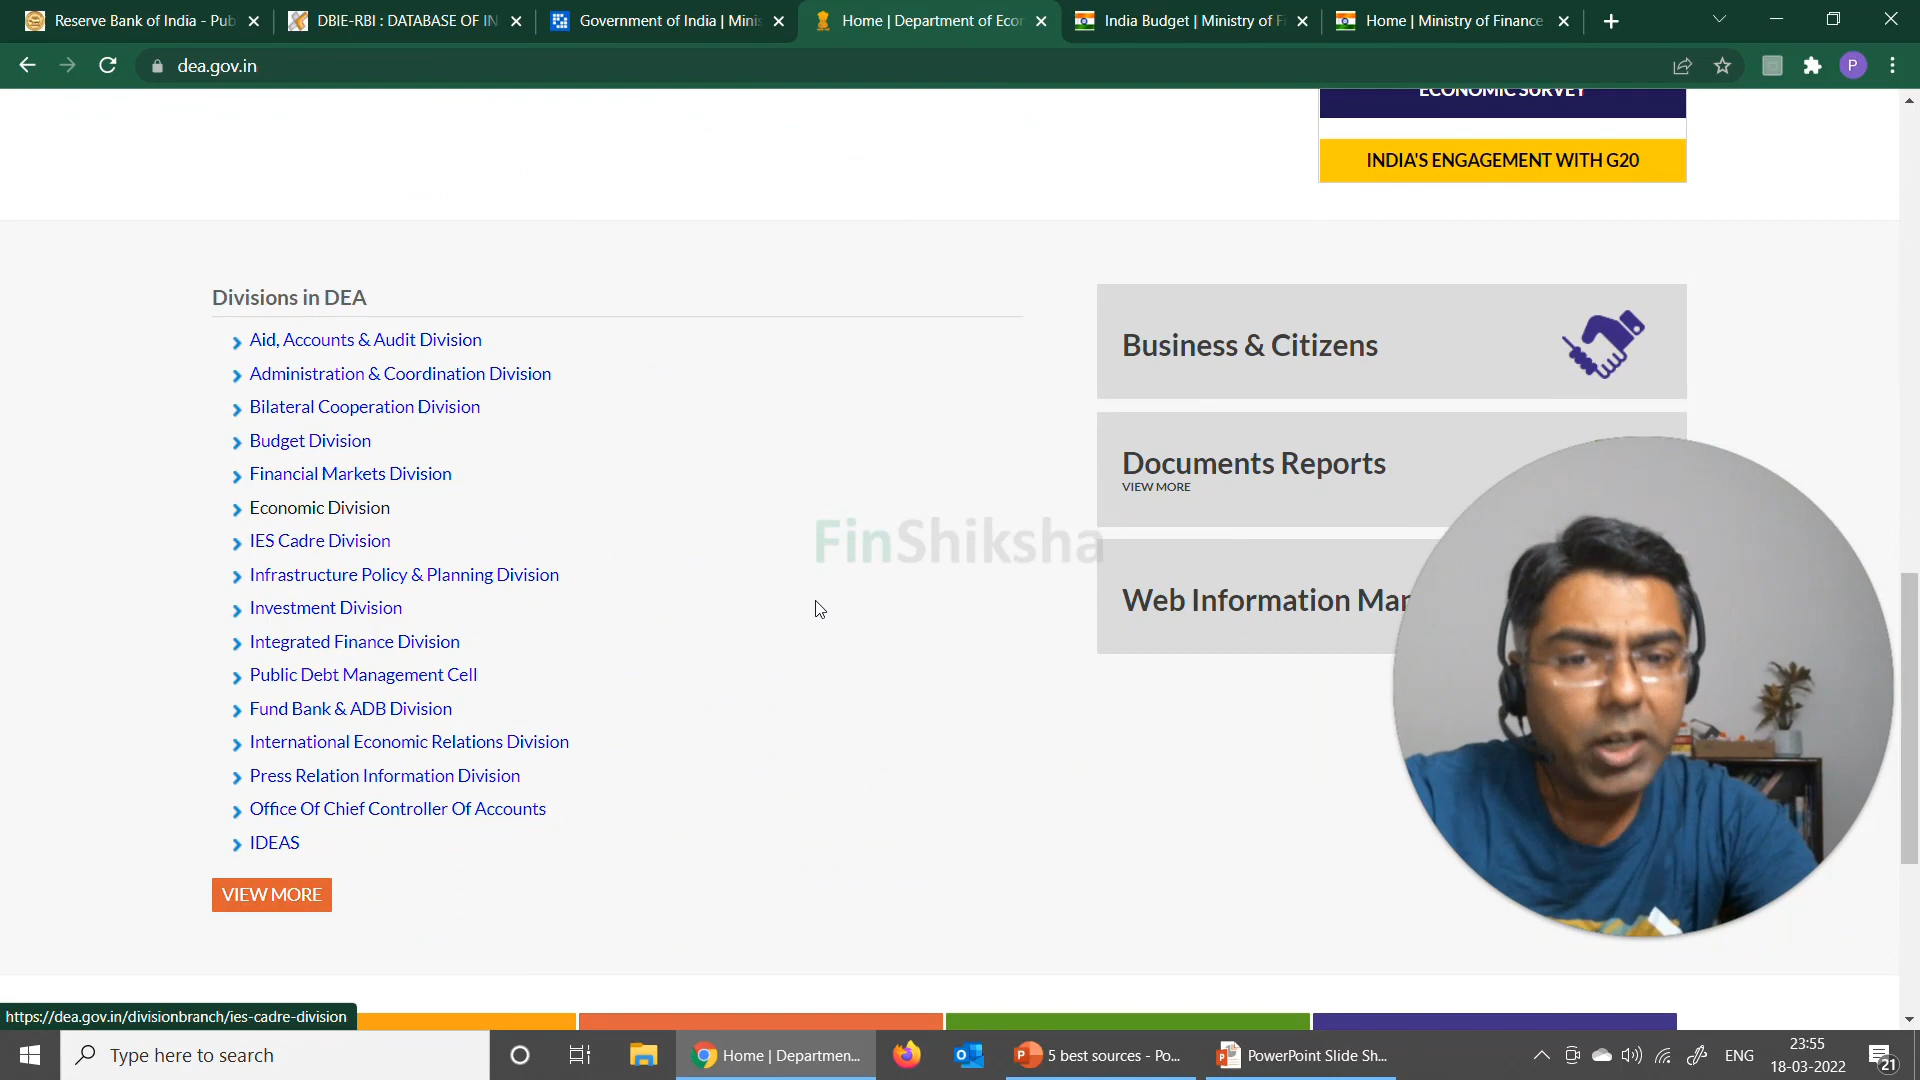 Reserve Bank of India - Pub
DBIE-RBI : DATABASE OF IN
Government of India | Minis
Home | Department of Econ
India Budget | Ministry of Fi
Home | Ministry of Finance
dea.gov.in
P
ECONOMIC SURVEY
INDIA'S ENGAGEMENT WITH G20
Divisions in DEA
Aid, Accounts & Audit Division
Administration & Coordination Division
Bilateral Cooperation Division
Budget Division
Financial Markets Division
Economic Division
IES Cadre Division
Infrastructure Policy & Planning Division
Investment Division
Integrated Finance Division
Public Debt Management Cell
Fund Bank & ADB Division
International Economic Relations Division
Press Relation Information Division
Office Of Chief Controller Of Accounts
IDEAS
VIEW MORE
Business & Citizens
Documents Reports
VIEW MORE
Web Information Man
FinShiksha
https://dea.gov.in/divisionbranch/ies-cadre-division
Type here to search
Home | Departmen...
5 best sources - Po...
PowerPoint Slide Sh...
ENG
23:55
18-03-2022
21